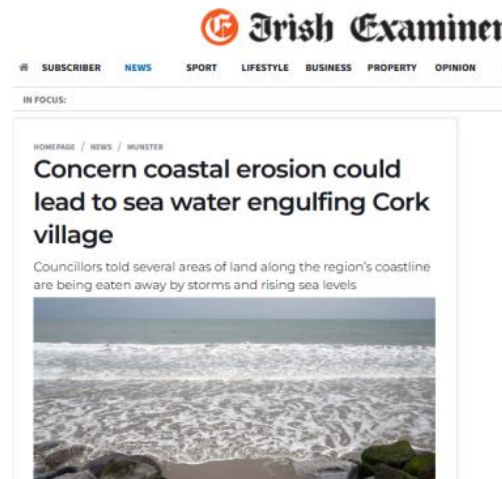 Irish Examiner
SUBSCRIBER NEWS SPORT LIFESTYLE BUSINESS PROPERTY OPINION
IN FOCUS:
HOMEPAGE / NEWS / MUNSTER
Concern coastal erosion could
lead to sea water engulfing Cork
village
Councillors told several areas of land along the region's coastline
are being eaten away by storms and rising sea levels